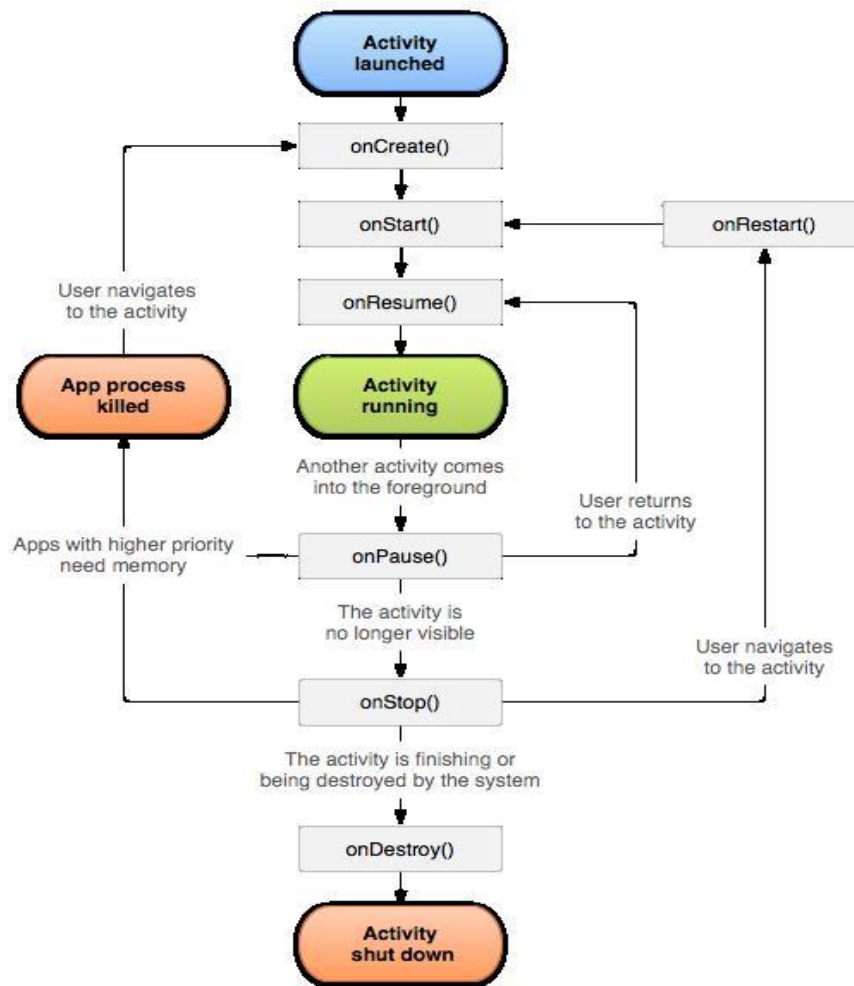 Activity
launched
onCreate()
onStart()
onRestart()
User navigates
to the activity
onResume()
App process
killed
Activity
running
Another activity comes
into the foreground
User returns
to the activity
Apps with higher priority
need memory
onPause()
The activity is
no longer visible
User navigates
to the activity
onStop()
The activity is finishing or
being destroyed by the system
onDestroy()
Activity
shut down